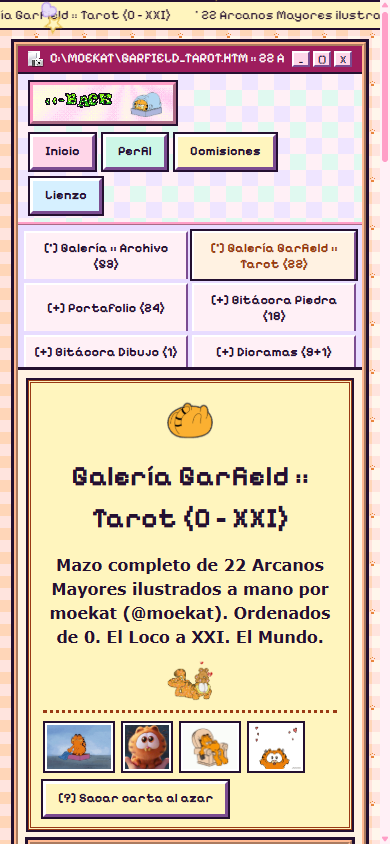 ía Garfield :: Tarot (0 - XXI) * 22 Arcanos Mayores ilustra
C:\MOEKAT\GARFIELD_TAROT.HTM :: 22 A
- O X
::-BACK
Inicio
Perfil
Comisiones
Lienzo
(*) Galería :: Archivo
(83)
(*) Galería Garfield ::
Tarot (22)
(+) Portafolio (24)
(+) Bitácora Piedra
(18)
(+) Bitácora Dibujo (1)
(+) Dioramas (9+1)
Galería Garfield ::
Tarot (0 - XXI)
Mazo completo de 22 Arcanos
Mayores ilustrados a mano por
moekat (@moekat). Ordenados
de 0. El Loco a XXI. El Mundo.
(?) Sacar carta al azar